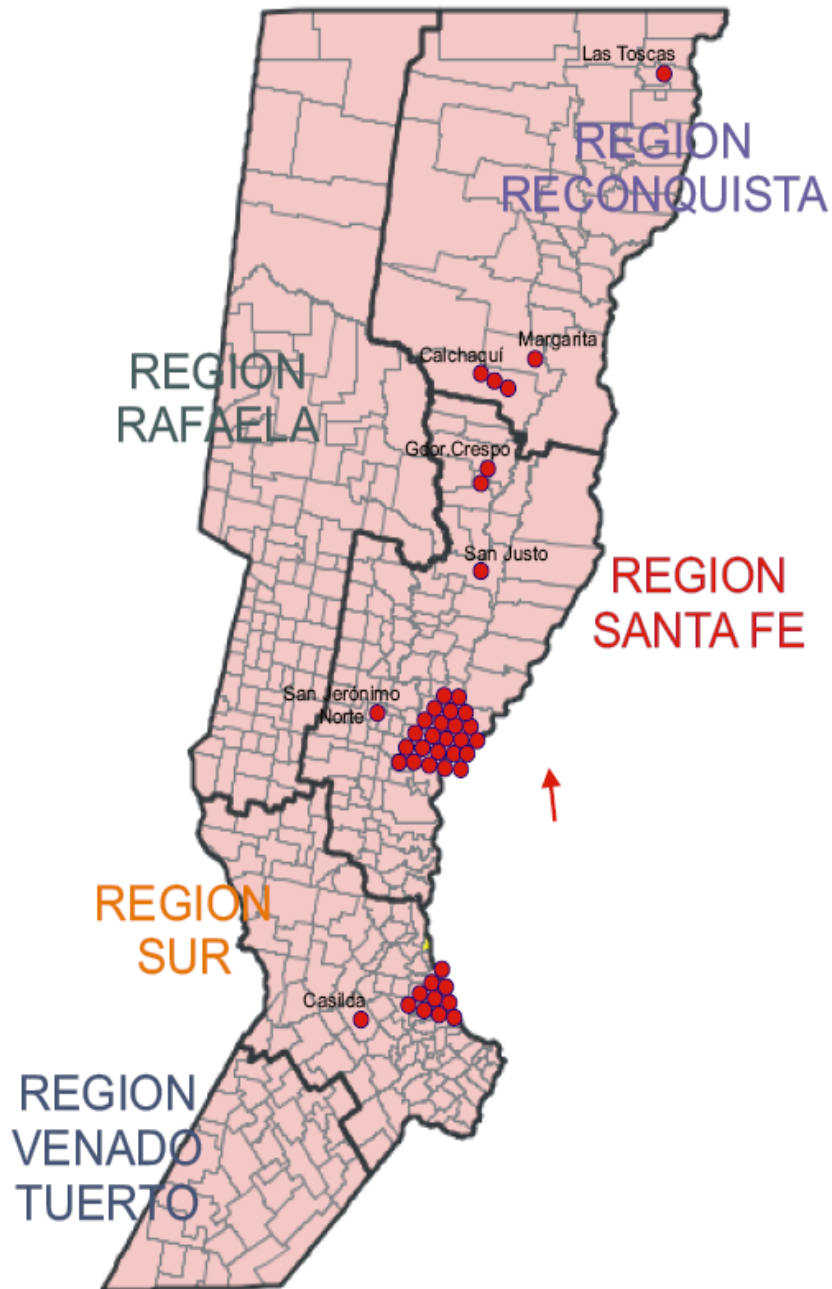 Las Toscas
REGION
RECONQUISTA
Margarita
Calchaquí
REGION
RAFAELA
Gdor.Crespo
San Justo
REGION
SANTA FE
San Jerónimo
Norte
REGION
SUR
Casilda
REGION
VENADO
TUERTO